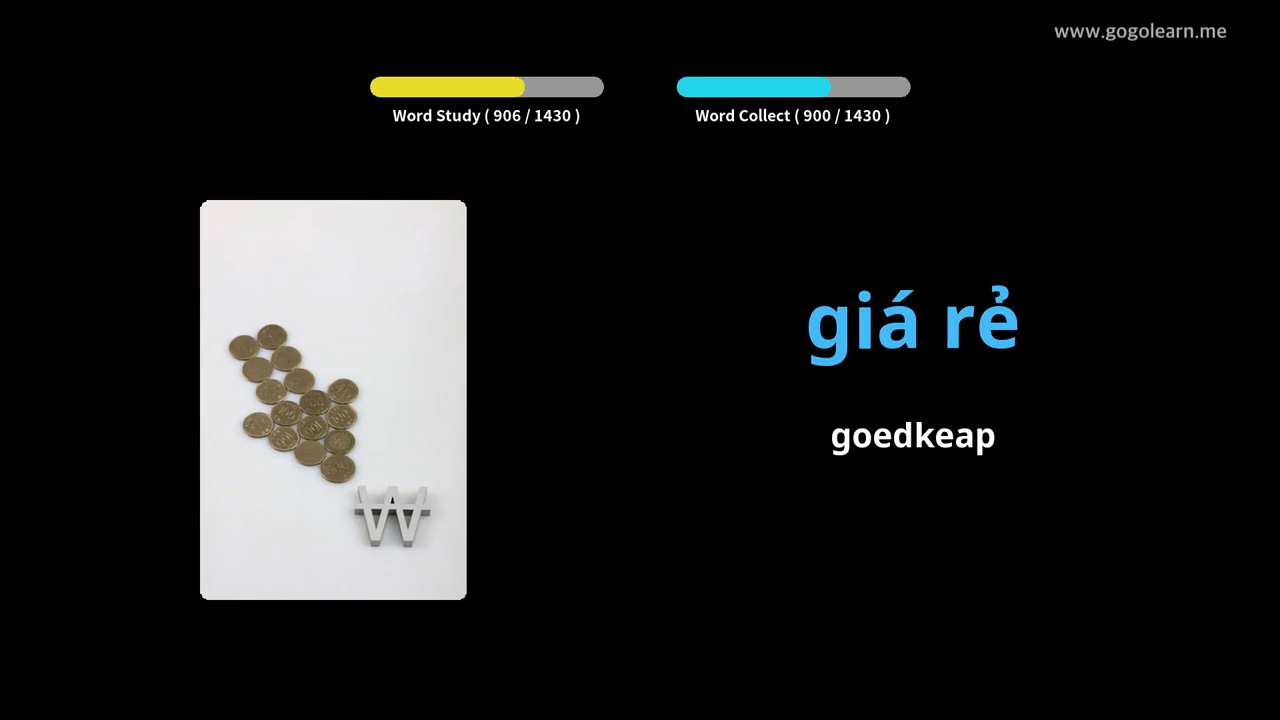 www.gogolearn.me
Word Study ( 906 / 1430 )
Word Collect ( 900 / 1430 )
giá rẻ
goedkeap
₩